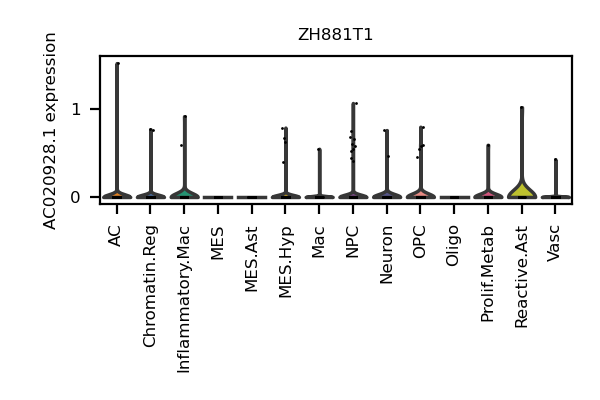 ZH881T1
AC020928.1 expression
1
0
AC
Chromatin.Reg
Inflammatory.Mac
MES
MES.Ast
MES.Hyp
Mac
NPC
Neuron
OPC
Oligo
Prolif.Metab
Reactive.Ast
Vasc